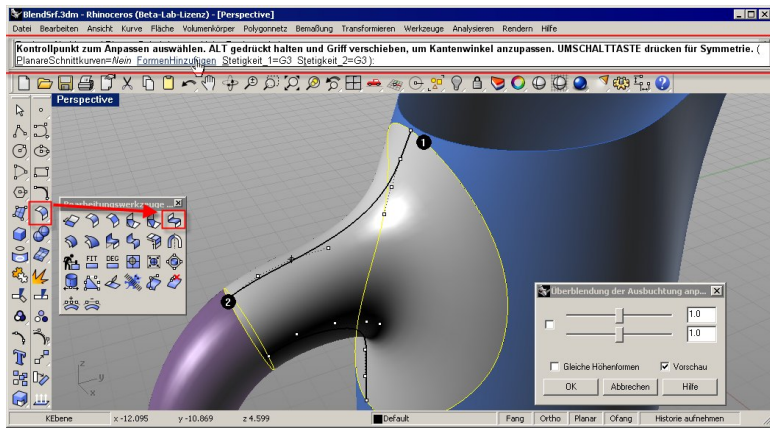 BlendSrf.3dm - Rhinoceros (Beta-Lab-Lizenz) - [Perspective]
Datei Bearbeiten Ansicht Kurve Fläche Volumenkörper Polygonnetz Bemaßung Transformieren Werkzeuge Analysieren Rendern Hilfe
Kontrollpunkt zum Anpassen auswählen. ALT gedrückt halten und Griff verschieben, um Kantenwinkel anzupassen. UMSCHALTTASTE drücken für Symmetrie. (
PlanareSchnittkurven=Nein FormenHinzufügen Stetigkeit_1=G3 Stetigkeit_2=G3):
Perspective
1
Bearbeitungswerkzeuge ...
FIT DEG
2
Überblendung der Ausbuchtung anp...
1.0
1.0
Gleiche Höhenformen Vorschau
OK Abbrechen Hilfe
z
y
x
KEbene x -12.095 y -10.869 z 4.599 Default Fang Ortho Planar Ofang Historie aufnehmen